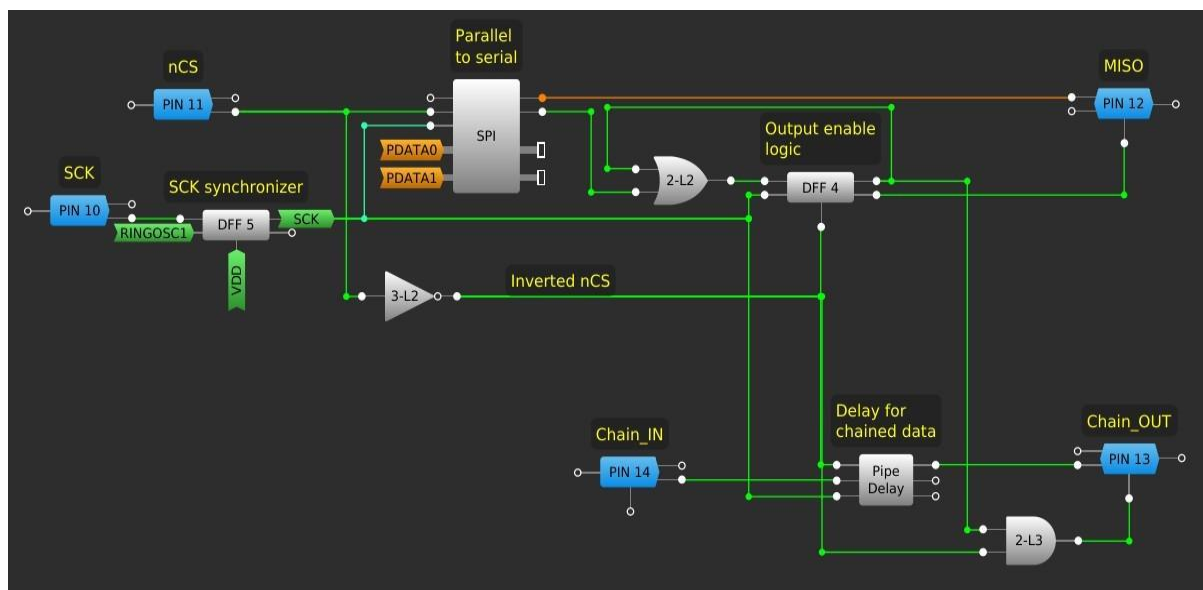 Parallel
to serial
nCS
PIN 11
MISO
PIN 12
SPI
PDATA0
PDATA1
Output enable
logic
2-L2
DFF 4
SCK
PIN 10
SCK synchronizer
DFF 5
SCK
RINGOSC1
VDD
3-L2
Inverted nCS
Chain_IN
PIN 14
Delay for
chained data
Pipe
Delay
Chain_OUT
PIN 13
2-L3